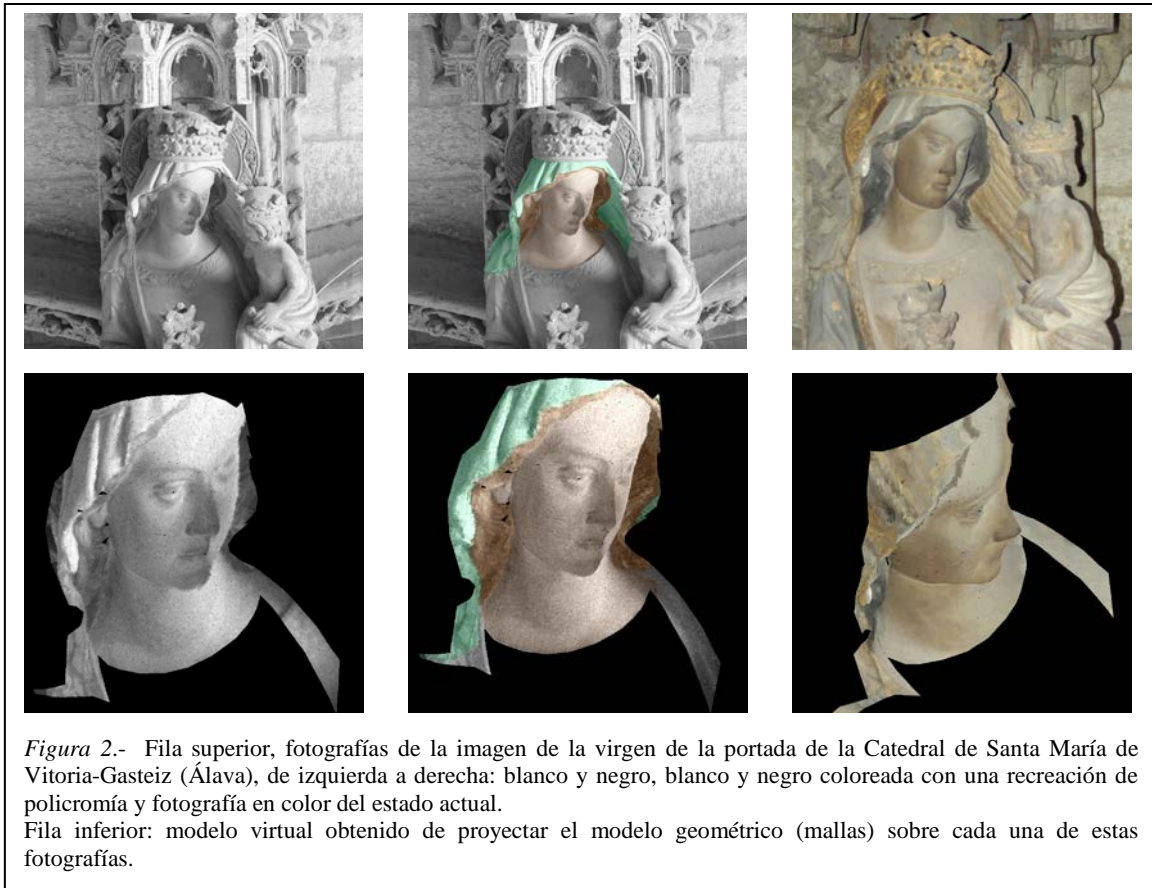 Figura 2.- Fila superior, fotografías de la imagen de la virgen de la portada de la Catedral de Santa María de
Vitoria-Gasteiz (Álava), de izquierda a derecha: blanco y negro, blanco y negro coloreada con una recreación de
policromía y fotografía en color del estado actual.
Fila inferior: modelo virtual obtenido de proyectar el modelo geométrico (mallas) sobre cada una de estas
fotografías.